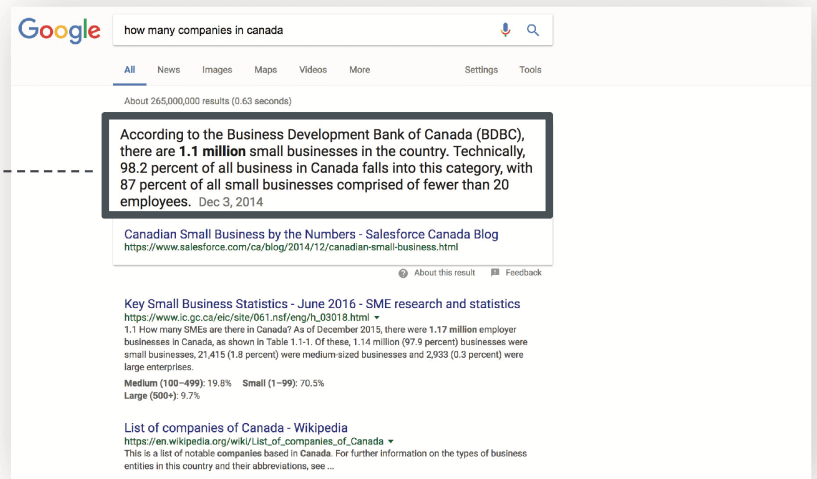 Google
how many companies in canada
All News Images Maps Videos More Settings Tools
About 265,000,000 results (0.63 seconds)
According to the Business Development Bank of Canada (BDBC),
there are 1.1 million small businesses in the country. Technically,
98.2 percent of all business in Canada falls into this category, with
87 percent of all small businesses comprised of fewer than 20
employees. Dec 3, 2014
Canadian Small Business by the Numbers - Salesforce Canada Blog
https://www.salesforce.com/ca/blog/2014/12/canadian-small-business.html
About this result Feedback
Key Small Business Statistics - June 2016 - SME research and statistics
https://www.ic.gc.ca/eic/site/061.nsf/eng/h_03018.html
1.1 How many SMEs are there in Canada? As of December 2015, there were 1.17 million employer
businesses in Canada, as shown in Table 1.1-1. Of these, 1.14 million (97.9 percent) businesses were
small businesses, 21,415 (1.8 percent) were medium-sized businesses and 2,933 (0.3 percent) were
large enterprises.
Medium (100–499): 19.8% Small (1–99): 70.5%
Large (500+): 9.7%
List of companies of Canada - Wikipedia
https://en.wikipedia.org/wiki/List_of_companies_of_Canada
This is a list of notable companies based in Canada. For further information on the types of business
entities in this country and their abbreviations, see ...